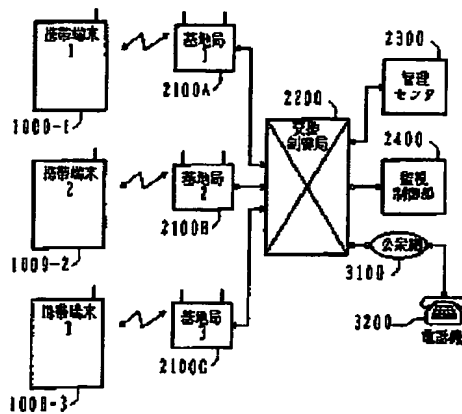 携帯端末
1
1000-1
携帯端末
2
1000-2
携帯端末
3
1000-3
基地局
1
2100A
基地局
2
2100B
基地局
3
2100C
2200
交換
制御局
2300
管理
センタ
2400
監視
制御部
公衆網
3100
3200
電話機